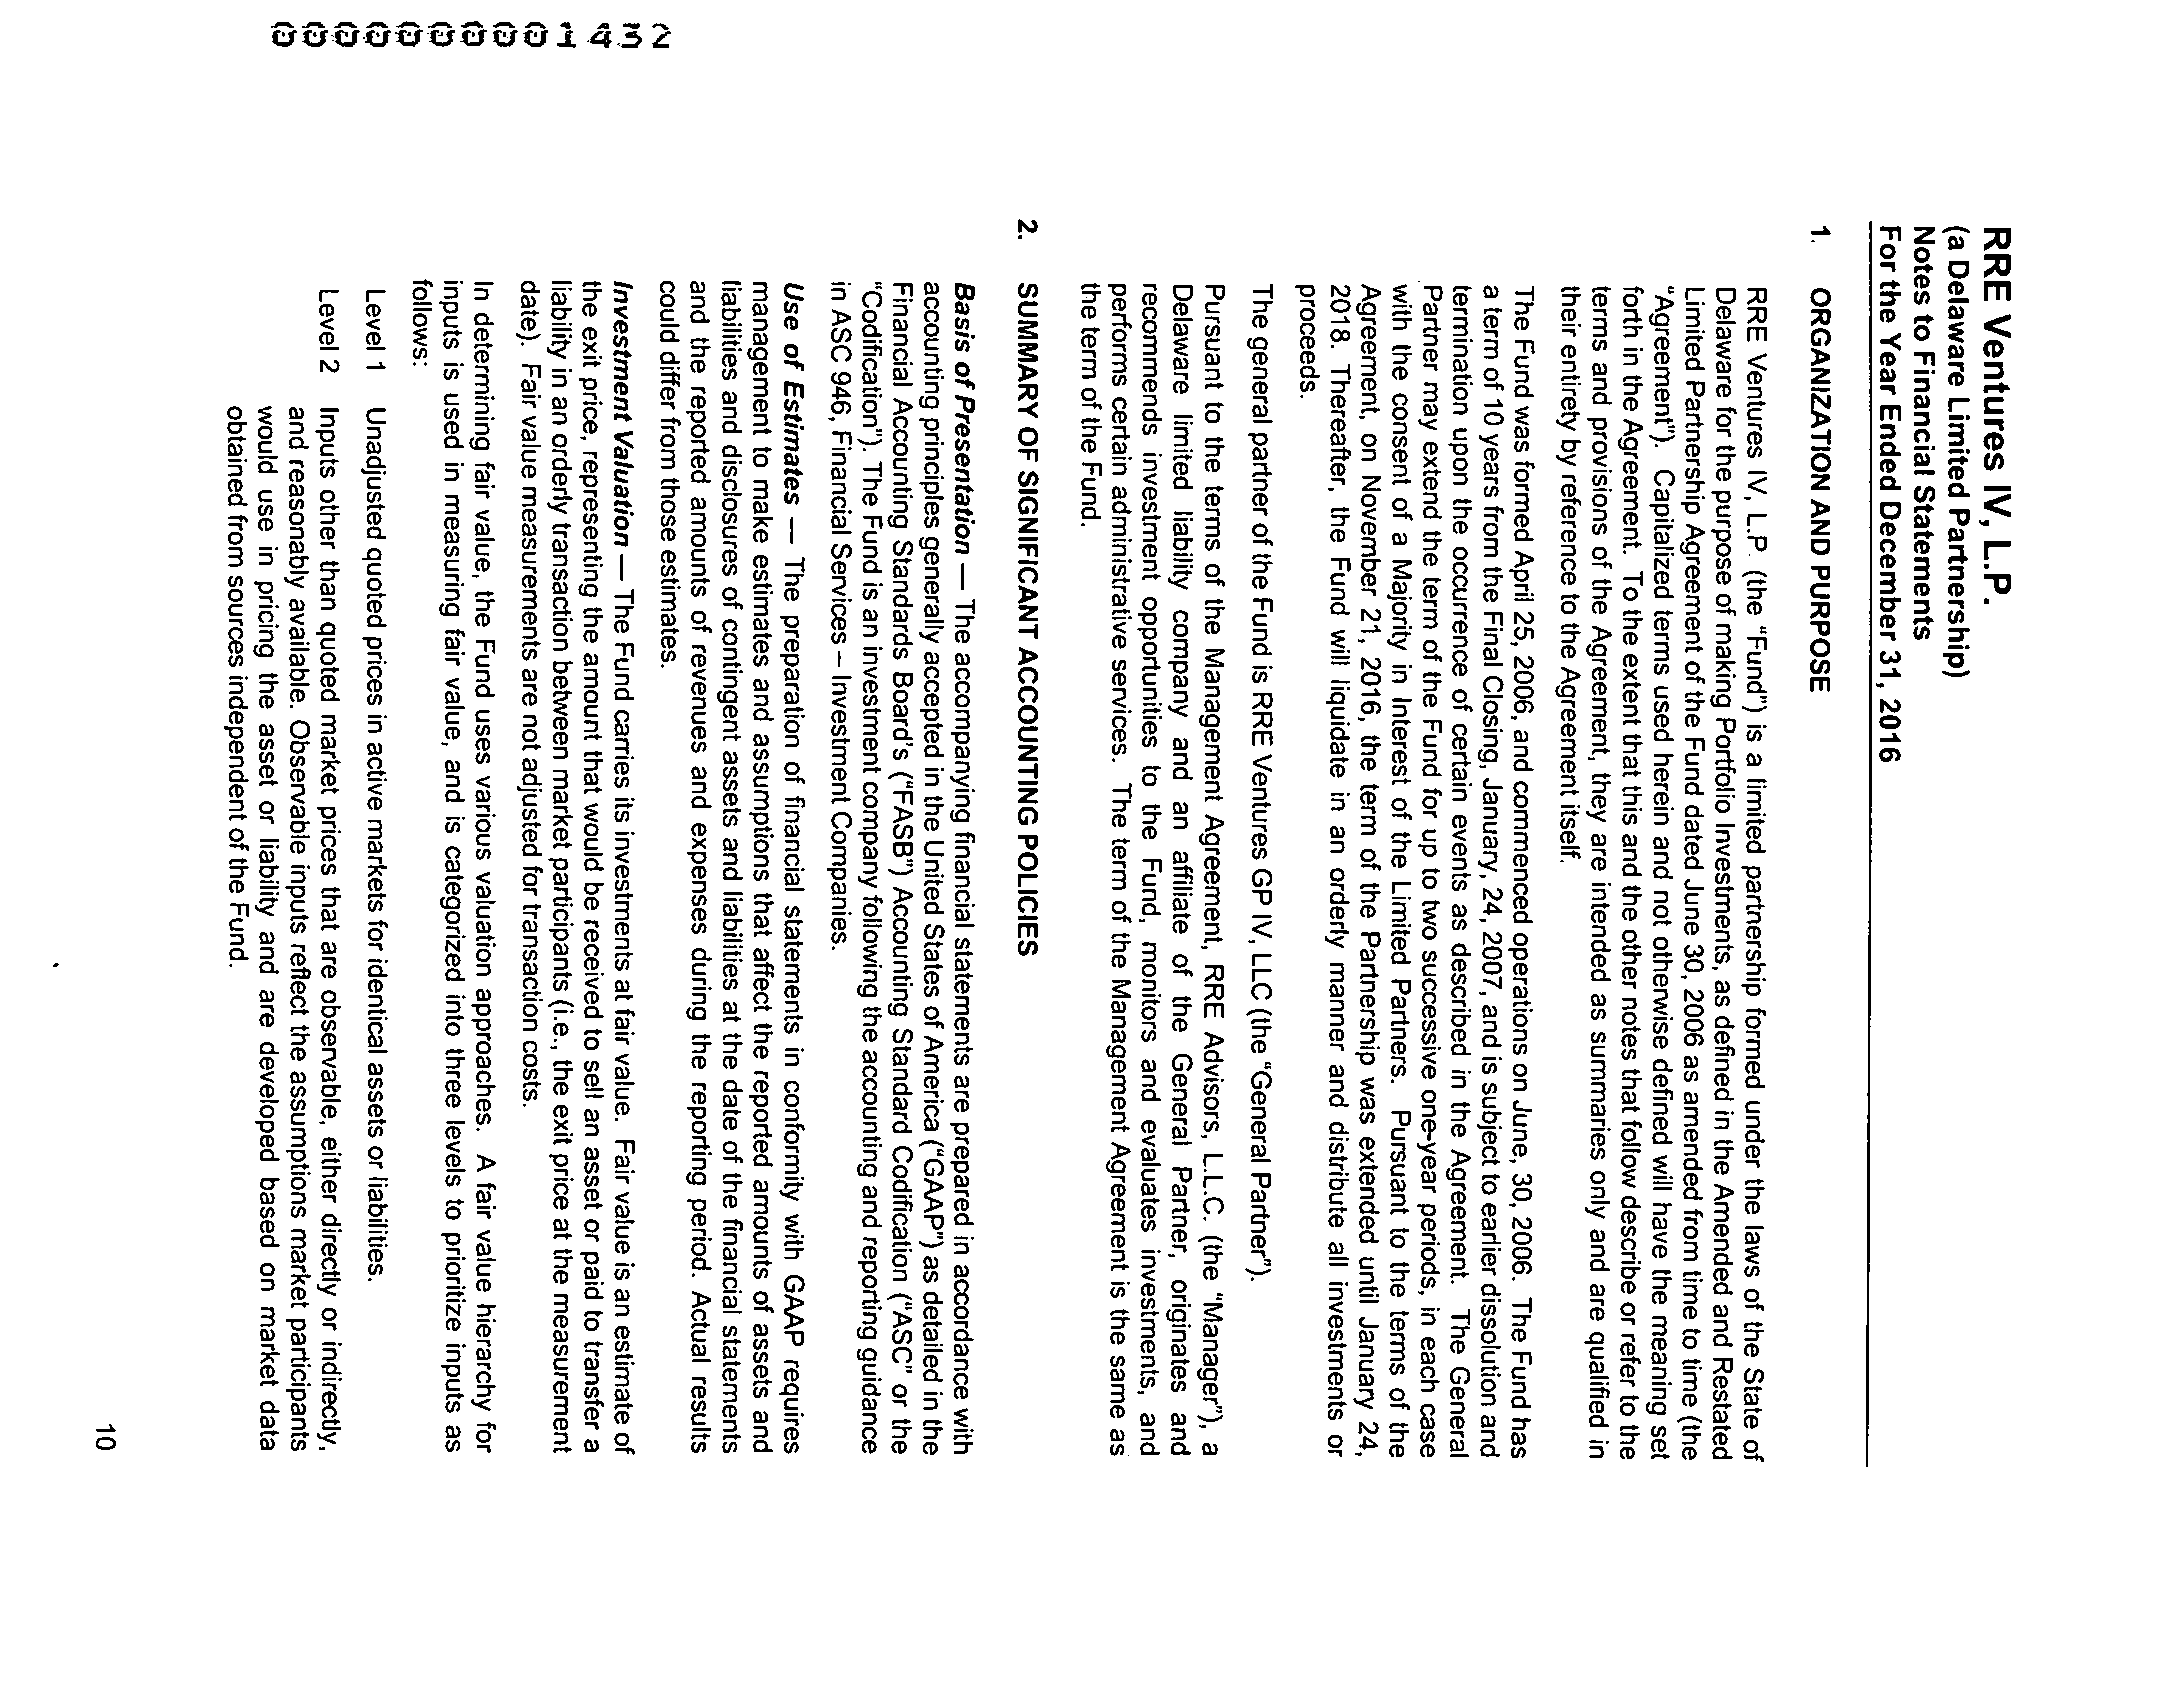 RRE Ventures IV, L.P.
(a Delaware Limited Partnership)
Notes to Financial Statements
For the Year Ended December 31, 2016
1. ORGANIZATION AND PURPOSE
RRE Ventures IV, L.P. (the "Fund") is a limited partnership formed under the laws of the State of
Delaware for the purpose of making Portfolio Investments, as defined in the Amended and Restated
Limited Partnership Agreement of the Fund dated June 30, 2006 as amended from time to time (the
"Agreement"). Capitalized terms used herein and not otherwise defined will have the meaning set
forth in the Agreement. To the extent that this and the other notes that follow describe or refer to the
terms and provisions of the Agreement, they are intended as summaries only and are qualified in
their entirety by reference to the Agreement itself.
The Fund was formed April 25, 2006, and commenced operations on June, 30, 2006. The Fund has
a term of 10 years from the Final Closing, January, 24, 2007, and is subject to earlier dissolution and
termination upon the occurrence of certain events as described in the Agreement. The General
Partner may extend the term of the Fund for up to two successive one-year periods, in each case
with the consent of a Majority in Interest of the Limited Partners. Pursuant to the terms of the
Agreement, on November 21, 2016, the term of the Partnership was extended until January 24,
2018. Thereafter, the Fund will liquidate in an orderly manner and distribute all investments or
proceeds.
The general partner of the Fund is RRE Ventures GP IV, LLC (the "General Partner").
Pursuant to the terms of the Management Agreement, RRE Advisors, L.L.C. (the "Manager"), a
Delaware limited liability company and an affiliate of the General Partner, originates and
recommends investment opportunities to the Fund, monitors and evaluates investments, and
performs certain administrative services. The term of the Management Agreement is the same as
the term of the Fund.
2. SUMMARY OF SIGNIFICANT ACCOUNTING POLICIES
Basis of Presentation — The accompanying financial statements are prepared in accordance with
accounting principles generally accepted in the United States of America ("GAAP") as detailed in the
Financial Accounting Standards Board's ("FASB") Accounting Standard Codification ("ASC" or the
"Codification"). The Fund is an investment company following the accounting and reporting guidance
in ASC 946, Financial Services – Investment Companies.
Use of Estimates — The preparation of financial statements in conformity with GAAP requires
management to make estimates and assumptions that affect the reported amounts of assets and
liabilities and disclosures of contingent assets and liabilities at the date of the financial statements
and the reported amounts of revenues and expenses during the reporting period. Actual results
could differ from those estimates.
Investment Valuation — The Fund carries its investments at fair value. Fair value is an estimate of
the exit price, representing the amount that would be received to sell an asset or paid to transfer a
liability in an orderly transaction between market participants (i.e., the exit price at the measurement
date). Fair value measurements are not adjusted for transaction costs.
In determining fair value, the Fund uses various valuation approaches. A fair value hierarchy for
inputs is used in measuring fair value, and is categorized into three levels to prioritize inputs as
follows:
Level 1 Unadjusted quoted prices in active markets for identical assets or liabilities.
Level 2 Inputs other than quoted market prices that are observable, either directly or indirectly,
and reasonably available. Observable inputs reflect the assumptions market participants
would use in pricing the asset or liability and are developed based on market data
obtained from sources independent of the Fund.
10
0000000001432